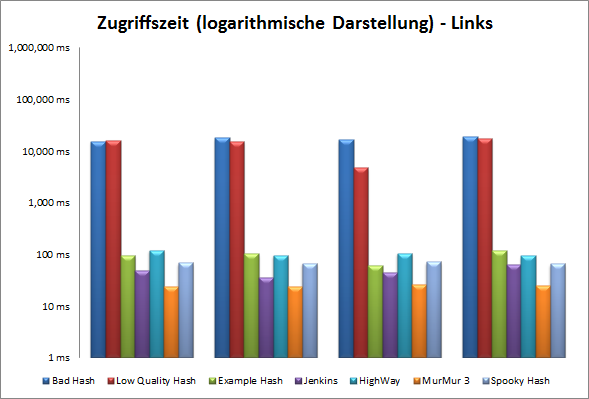 Zugriffszeit (logarithmische Darstellung) - Links
1,000,000 ms
100,000 ms
10,000 ms
1,000 ms
100 ms
10 ms
1 ms
Bad Hash Low Quality Hash Example Hash Jenkins HighWay MurMur 3 Spooky Hash